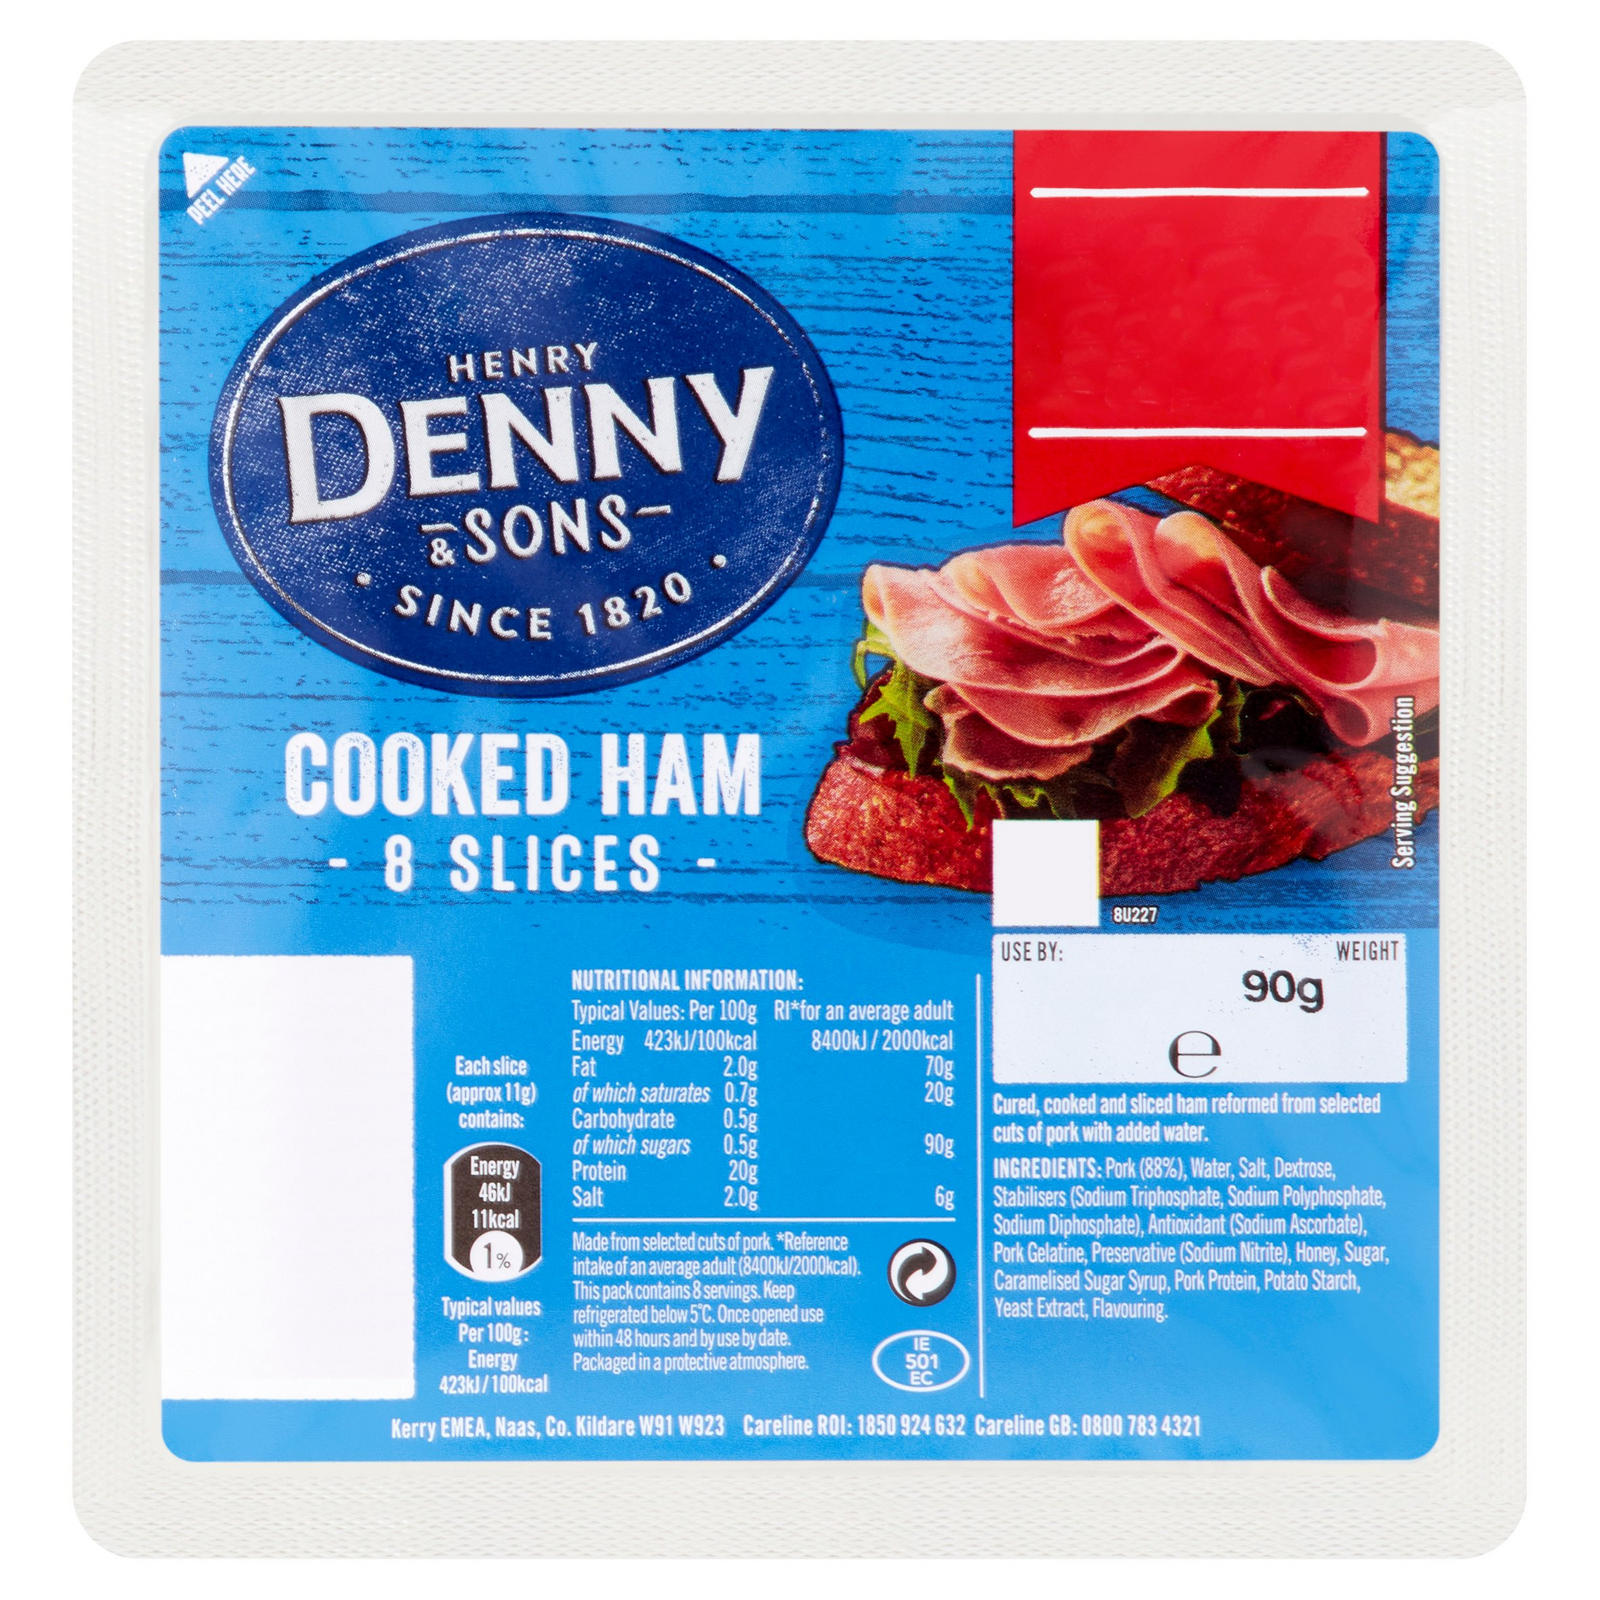 PEEL HERE
HENRY
DENNY
& SONS
• SINCE 1820 •
COOKED HAM
- 8 SLICES -
Serving Suggestion
8U227
USE BY:
WEIGHT
90g
e
Each slice
(approx 11g)
contains:
Energy
46kJ
11kcal
1%
Typical values
Per 100g:
Energy
423kJ / 100kcal
NUTRITIONAL INFORMATION:
Typical Values: Per 100g RI*for an average adult
Energy 423kJ/100kcal 8400kJ / 2000kcal
Fat 2.0g 70g
of which saturates 0.7g 20g
Carbohydrate 0.5g
of which sugars 0.5g 90g
Protein 20g
Salt 2.0g 6g
Made from selected cuts of pork. *Reference
intake of an average adult (8400kJ/2000kcal).
This pack contains 8 servings. Keep
refrigerated below 5°C. Once opened use
within 48 hours and by use by date.
Packaged in a protective atmosphere.
IE
501
EC
Cured, cooked and sliced ham reformed from selected
cuts of pork with added water.
INGREDIENTS: Pork (88%), Water, Salt, Dextrose,
Stabilisers (Sodium Triphosphate, Sodium Polyphosphate,
Sodium Diphosphate), Antioxidant (Sodium Ascorbate),
Pork Gelatine, Preservative (Sodium Nitrite), Honey, Sugar,
Caramelised Sugar Syrup, Pork Protein, Potato Starch,
Yeast Extract, Flavouring.
Kerry EMEA, Naas, Co. Kildare W91 W923 Careline ROI: 1850 924 632 Careline GB: 0800 783 4321